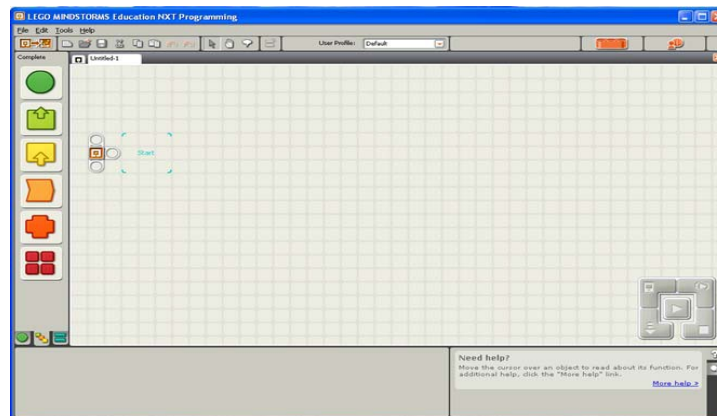 LEGO MINDSTORMS Education NXT Programming
File Edit Tools Help
User Profile: Default
Complete
Untitled-1
Start
Need help?
Move the cursor over an object to read about its function. For
additional help, click the "More help" link.
More help »
?